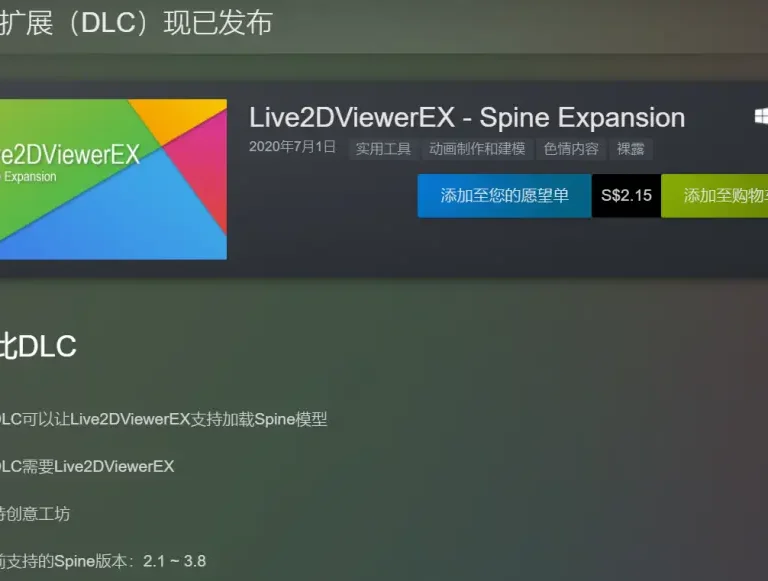 扩展（DLC）现已发布
Live2DViewerEX - Spine Expansion
2020年7月1日 实用工具 动画制作和建模 色情内容 裸露
e2DViewerEX
Expansion
添加至您的愿望单 S$2.15 添加至购物车
比DLC
DLC可以让Live2DViewerEX支持加载Spine模型
DLC需要Live2DViewerEX
持创意工坊
前支持的Spine版本：2.1 ~ 3.8